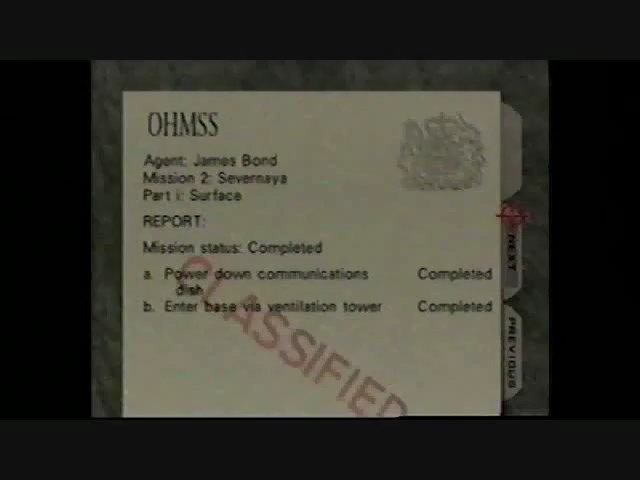 OHMSS
Agent: James Bond
Mission 2: Severnaya
Part i: Surface
REPORT:
Mission status: Completed
a. Power down communications dish Completed
b. Enter base via ventilation tower Completed
CLASSIFIED
NEXT
PREVIOUS